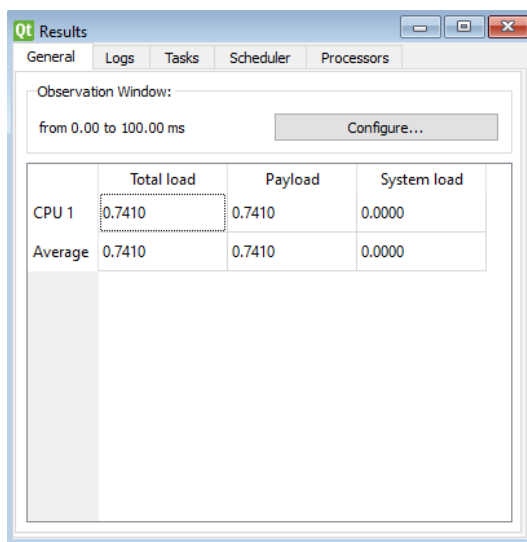 Qt Results
General Logs Tasks Scheduler Processors
Observation Window:
from 0.00 to 100.00 ms Configure...
Total load Payload System load
CPU 1 0.7410 0.7410 0.0000
Average 0.7410 0.7410 0.0000